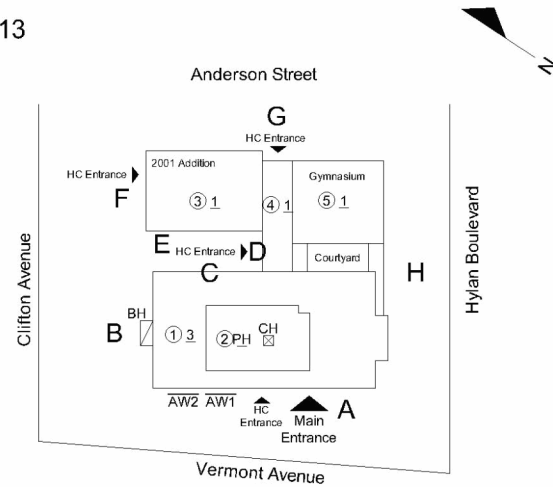 13
N
Anderson Street
G
HC Entrance
2001 Addition
Gymnasium
HC Entrance
F
3 1
4 1
5 1
E
HC Entrance
D
C
Courtyard
H
Clifton Avenue
Hylan Boulevard
BH
B
1 3
2 PH
CH
AW2
AW1
HC
Entrance
Main
Entrance
A
Vermont Avenue